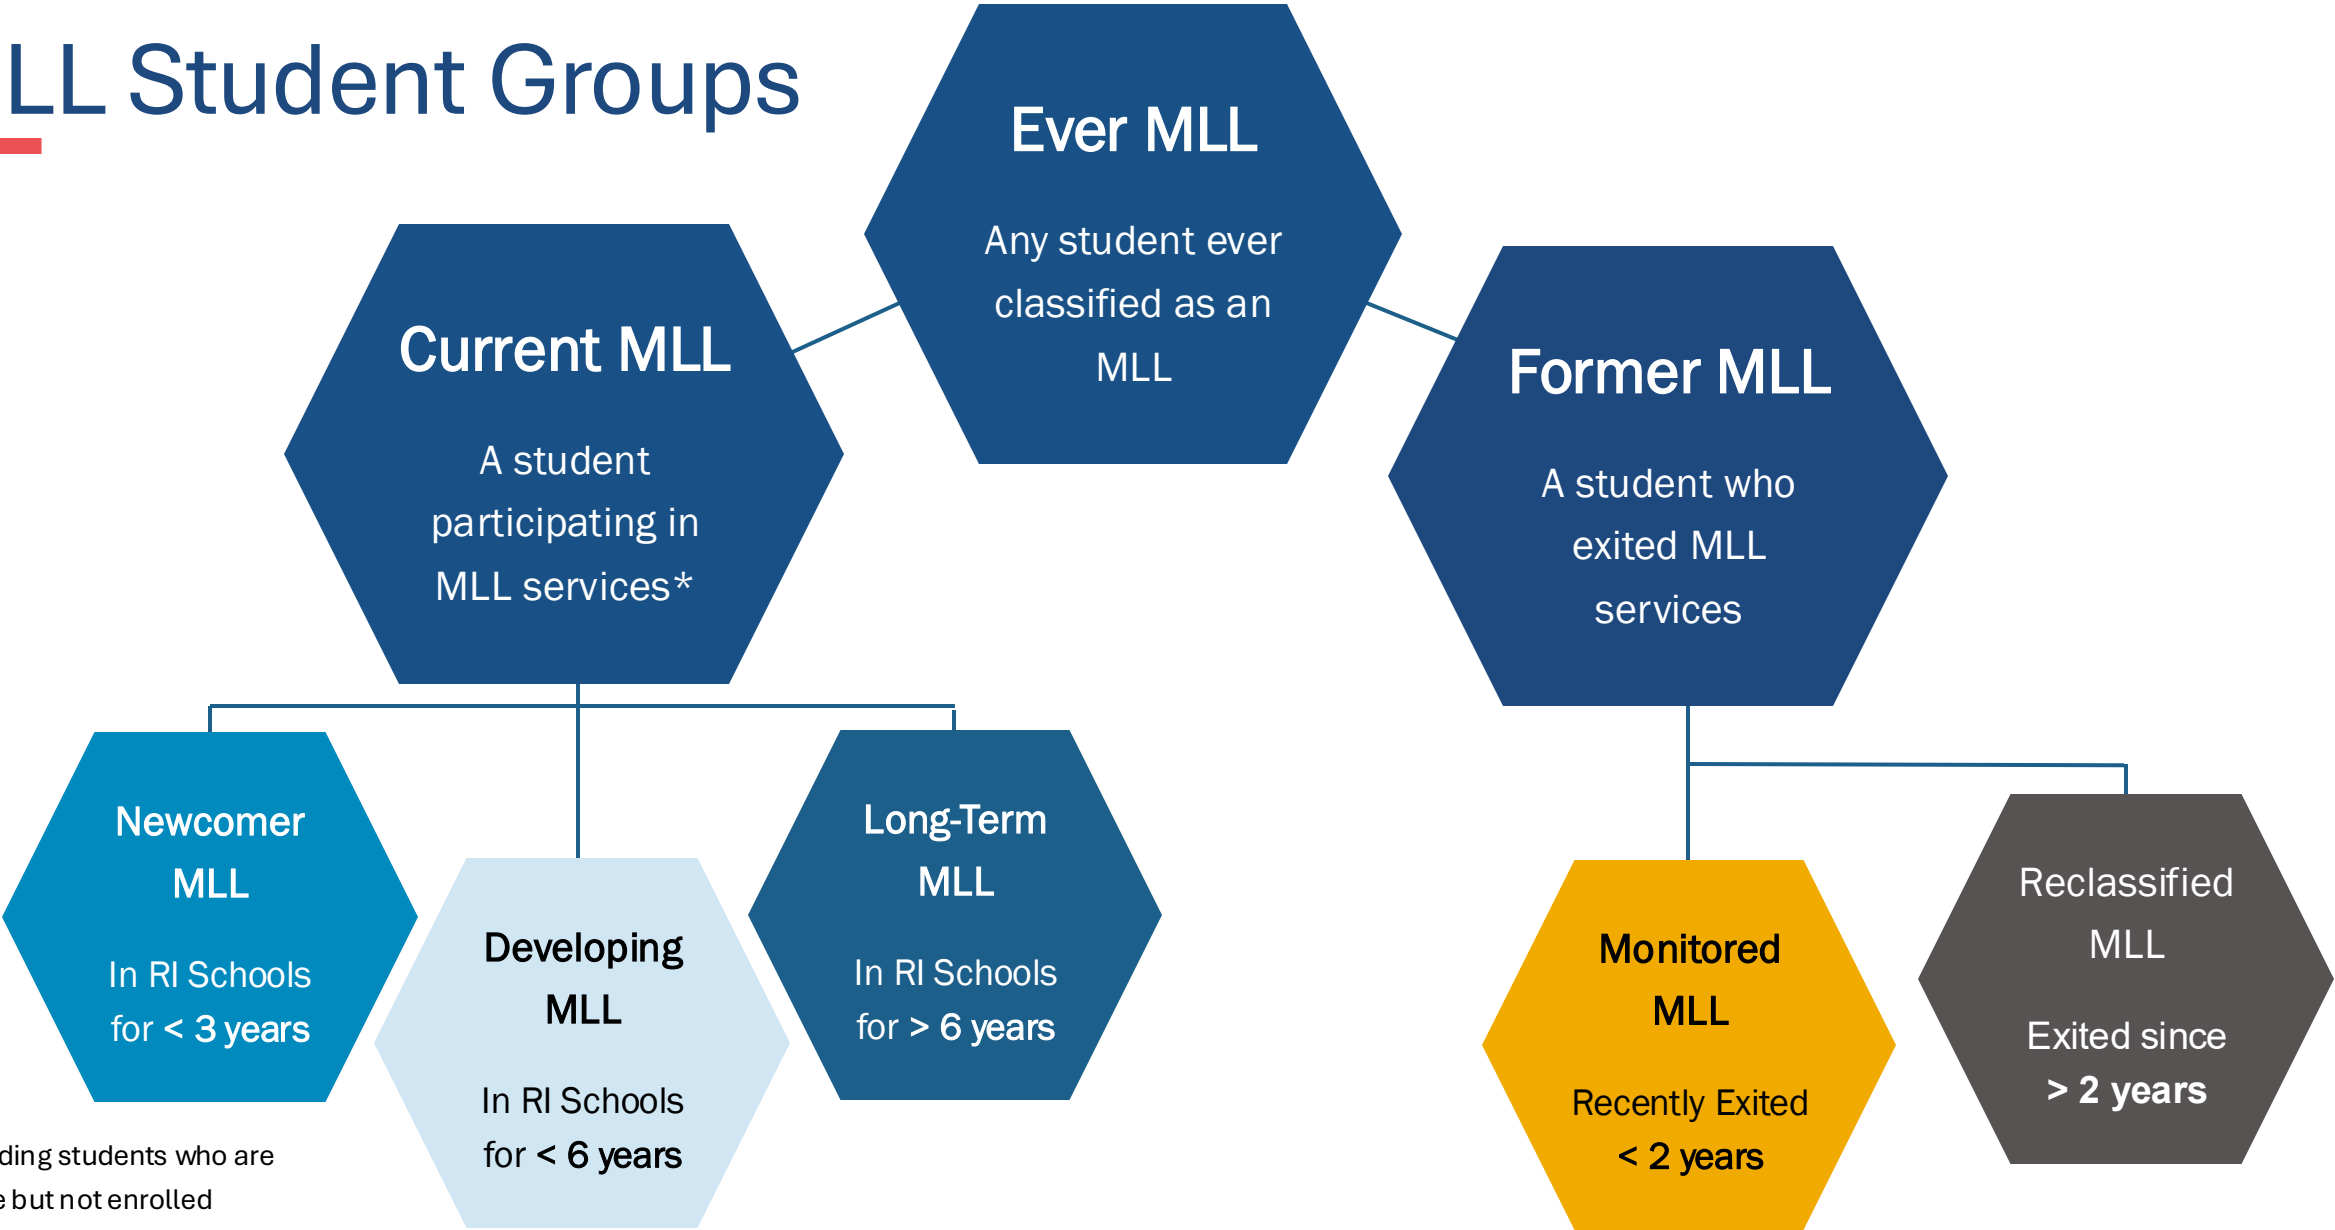 LL Student Groups
Ever MLL
Any student ever
classified as an
MLL
Current MLL
A student
participating in
MLL services*
Former MLL
A student who
exited MLL
services
Newcomer
MLL
In RI Schools
for < 3 years
Developing
MLL
In RI Schools
for < 6 years
Long-Term
MLL
In RI Schools
for > 6 years
Monitored
MLL
Recently Exited
< 2 years
Reclassified
MLL
Exited since
> 2 years
ding students who are
e but not enrolled